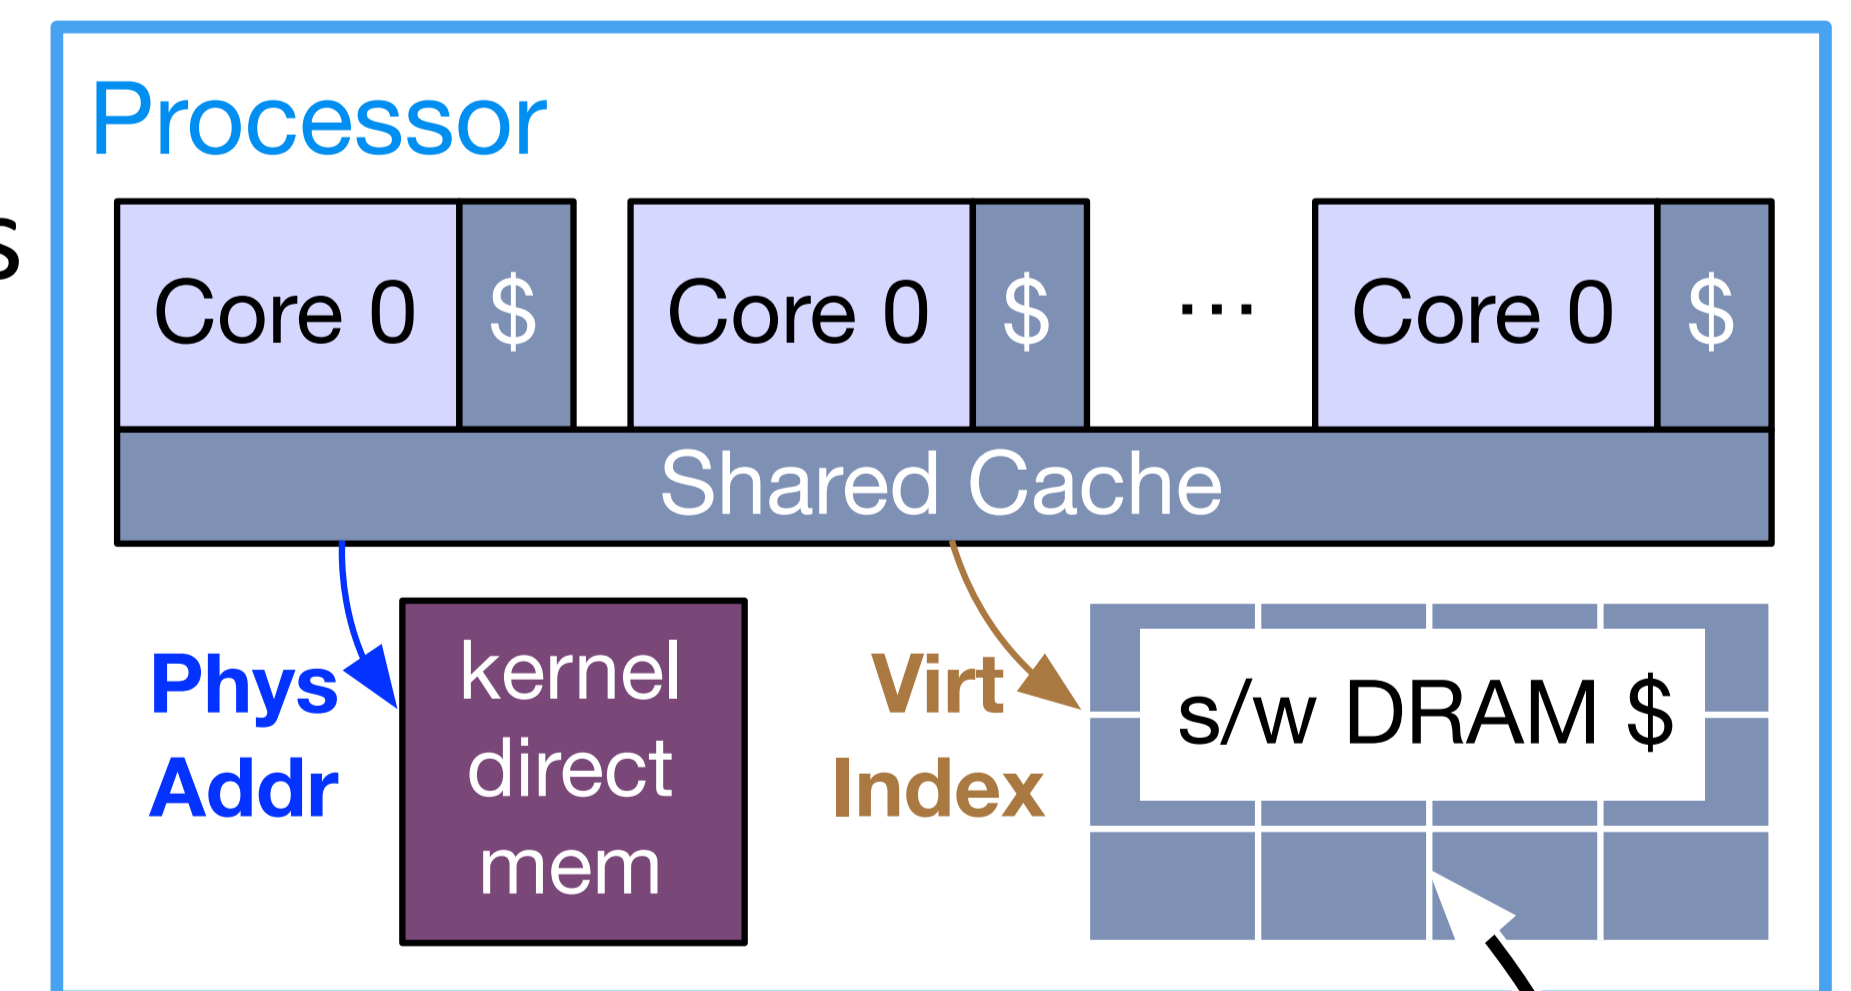 Processor
s
Core 0 $ Core 0 $ ... Core 0 $
Shared Cache
Phys
Addr
kernel
direct
mem
Virt
Index
s/w DRAM $